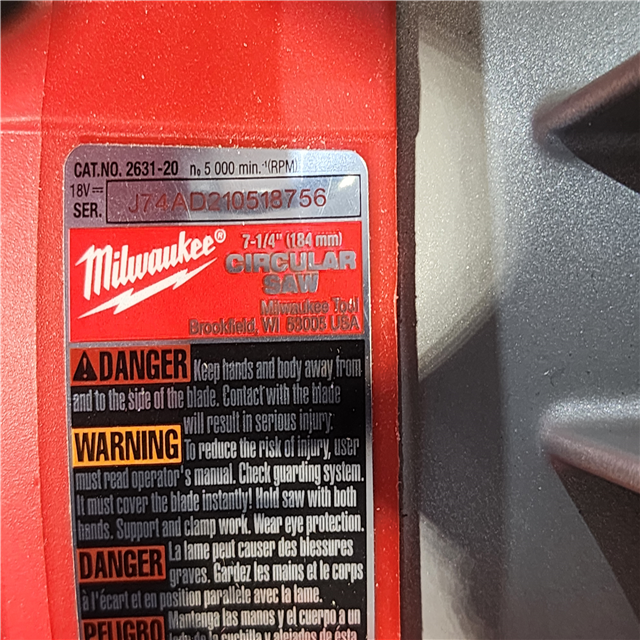 CAT.NO. 2631-20 n₀ 5 000 min.⁻¹(RPM)
18V⎓
SER. J74AD210518756
Milwaukee®
7-1/4" (184 mm)
CIRCULAR
SAW
Milwaukee Tool
Brookfield, WI 53005 USA
DANGER Keep hands and body away from
and to the side of the blade. Contact with the blade
will result in serious injury.
WARNING To reduce the risk of injury, user
must read operator's manual. Check guarding system.
It must cover the blade instantly! Hold saw with both
hands. Support and clamp work. Wear eye protection.
DANGER La lame peut causer des blessures
graves. Gardez les mains et le corps
à l'écart et en position parallèle avec la lame.
PELIGRO Mantenga las manos y el cuerpo a un
lado de la cuchilla y alejados de ésta